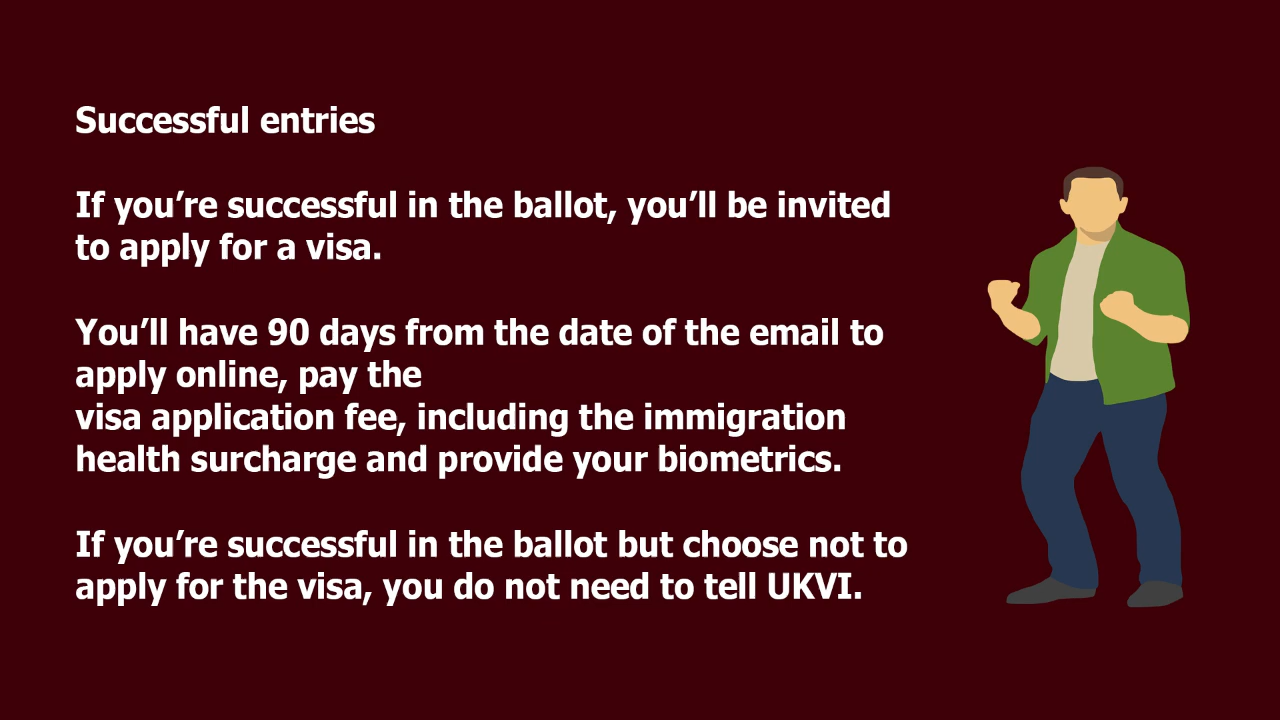 Successful entries
If you’re successful in the ballot, you’ll be invited
to apply for a visa.
You’ll have 90 days from the date of the email to
apply online, pay the
visa application fee, including the immigration
health surcharge and provide your biometrics.
If you’re successful in the ballot but choose not to
apply for the visa, you do not need to tell UKVI.